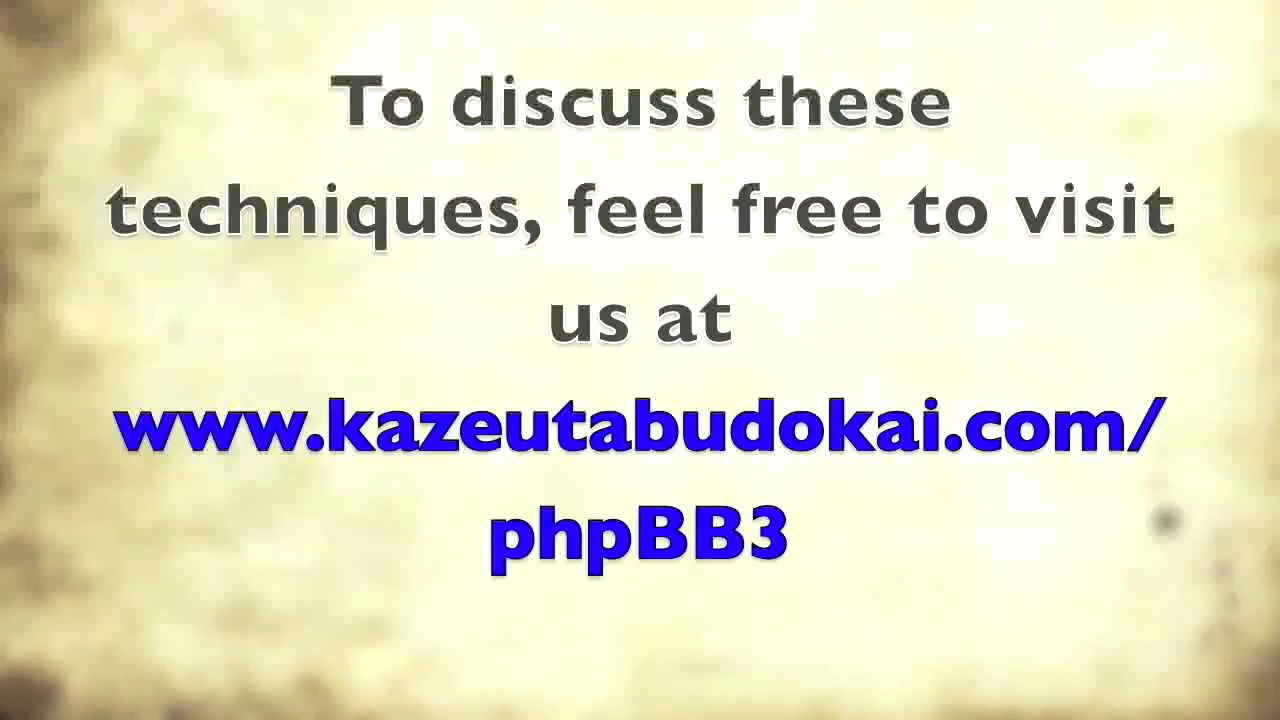 To discuss these
techniques, feel free to visit
us at
www.kazeutabudokai.com/
phpBB3